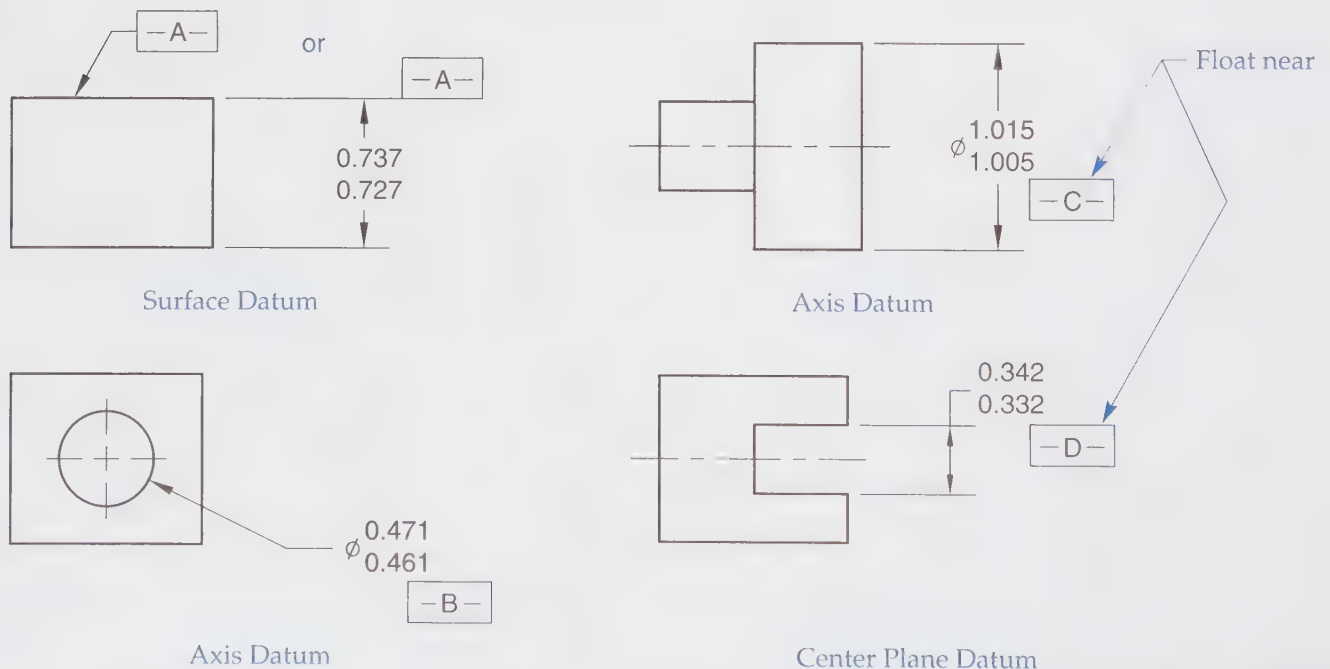 –A–
or
–A–
0.737
0.727
Surface Datum
Float near
⌀ 1.015
1.005
–C–
Axis Datum
⌀ 0.471
0.461
–B–
Axis Datum
0.342
0.332
–D–
Center Plane Datum